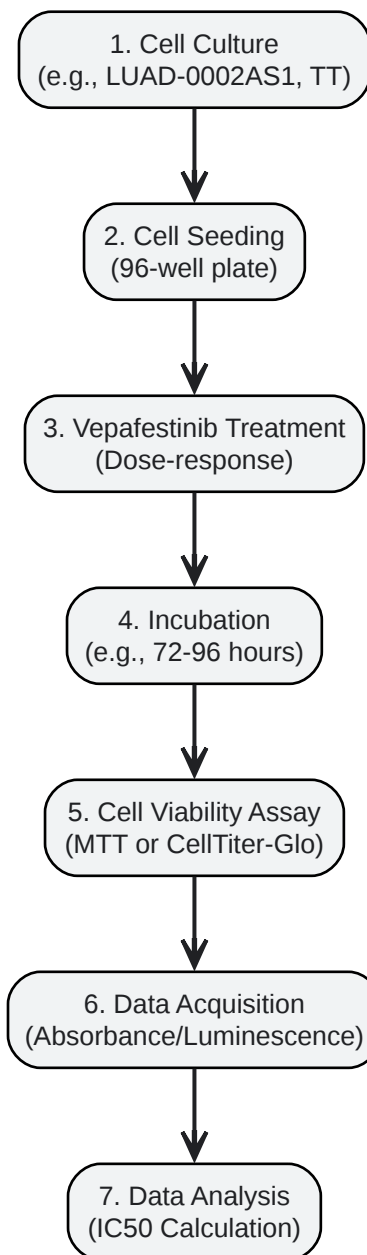 1. Cell Culture
(e.g., LUAD-0002AS1, TT)
2. Cell Seeding
(96-well plate)
3. Vepafestinib Treatment
(Dose-response)
4. Incubation
(e.g., 72-96 hours)
5. Cell Viability Assay
(MTT or CellTiter-Glo)
6. Data Acquisition
(Absorbance/Luminescence)
7. Data Analysis
(IC50 Calculation)